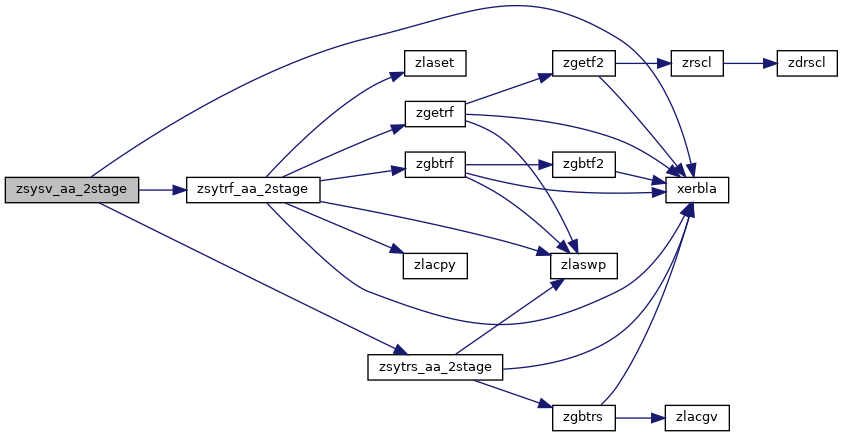 zlaset
zgetf2
zrscl
zdrscl
zgetrf
zgbtrf
zgbtf2
zsysv_aa_2stage
zsytrf_aa_2stage
xerbla
zlacpy
zlaswp
zsytrs_aa_2stage
zgbtrs
zlacgv